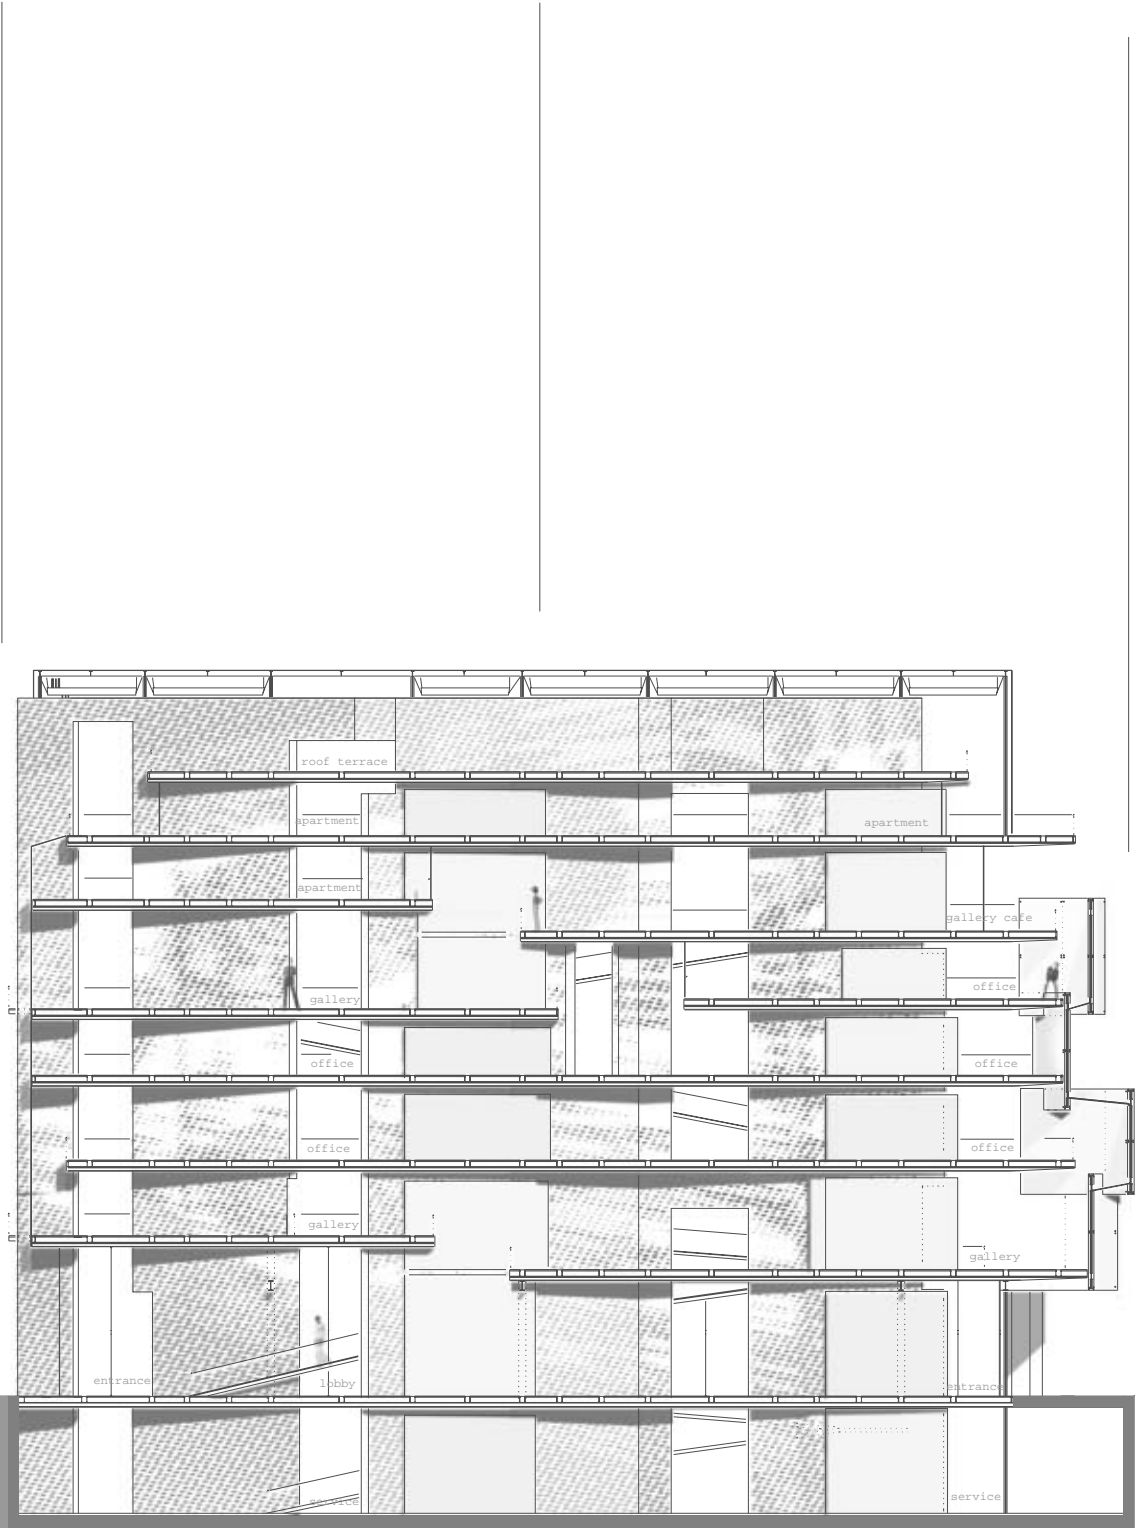 roof terrace
apartment
apartment
apartment
gallery cafe
office
gallery
office
office
office
office
gallery
gallery
entrance
lobby
entrance
service
service